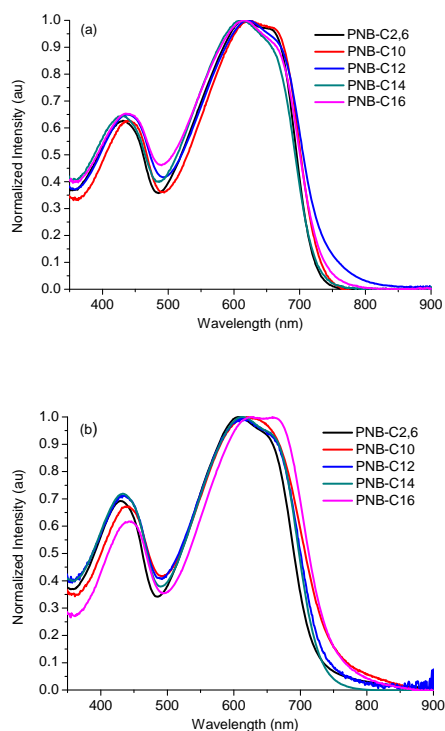 (a)
PNB-C2,6
PNB-C10
PNB-C12
PNB-C14
PNB-C16
Normalized Intensity (au)
1.0
0.9
0.8
0.7
0.6
0.5
0.4
0.3
0.2
0.1
0.0
400 500 600 700 800 900
Wavelength (nm)
(b)
PNB-C2,6
PNB-C10
PNB-C12
PNB-C14
PNB-C16
Normalized Intensity (au)
1.0
0.9
0.8
0.7
0.6
0.5
0.4
0.3
0.2
0.1
0.0
400 500 600 700 800 900
Wavelength (nm)